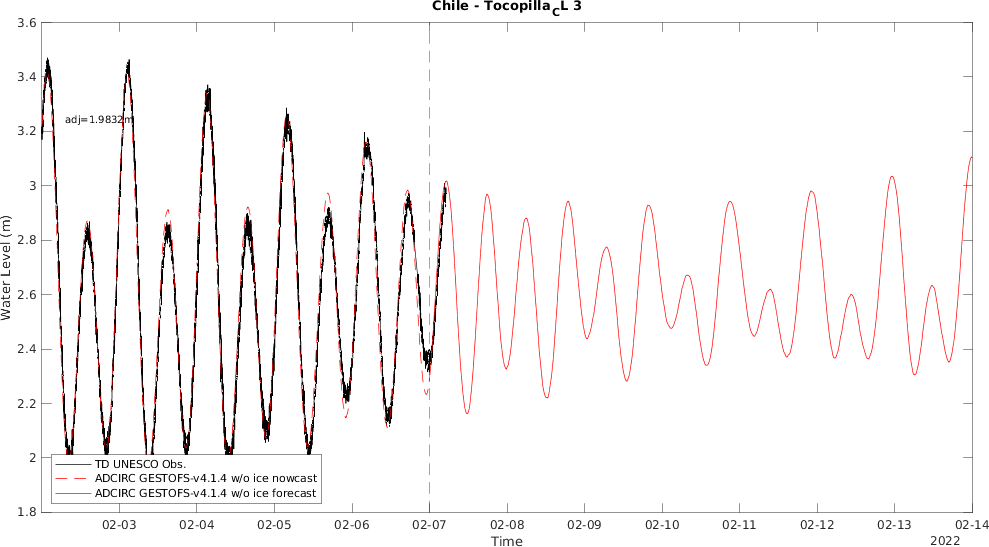 Chile - Tocopilla_CL 3
3.6
3.4
adj=1.9832m
3.2
3
2.8
Water Level (m)
2.6
2.4
2.2
2
TD UNESCO Obs.
ADCIRC GESTOFS-v4.1.4 w/o ice nowcast
ADCIRC GESTOFS-v4.1.4 w/o ice forecast
1.8
02-03 02-04 02-05 02-06 02-07 02-08 02-09 02-10 02-11 02-12 02-13 02-14
Time
2022